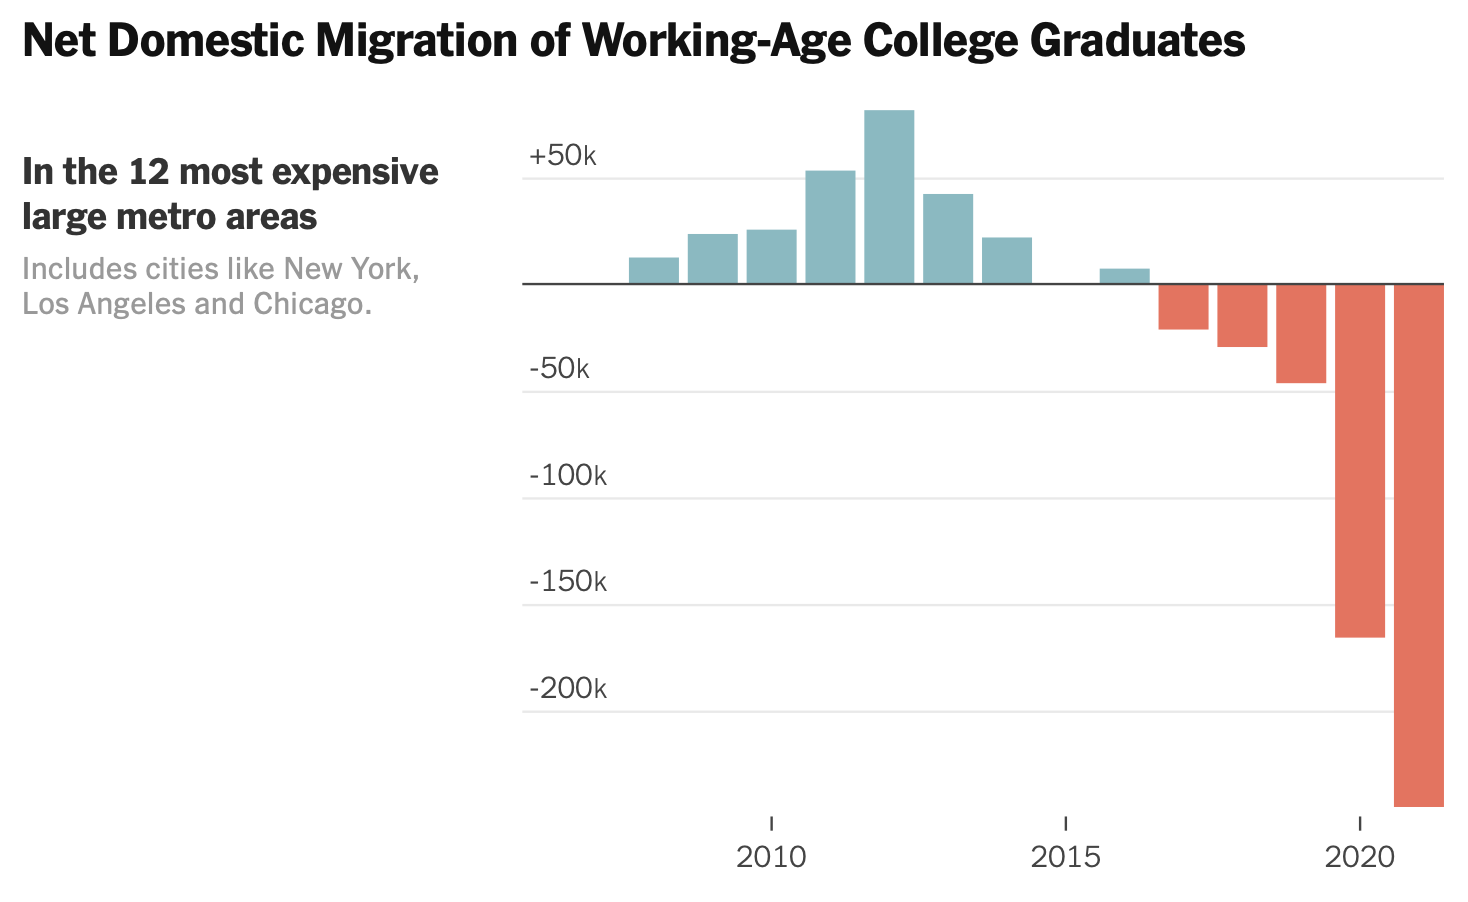 Net Domestic Migration of Working-Age College Graduates
In the 12 most expensive
large metro areas
Includes cities like New York,
Los Angeles and Chicago.
+50k
-50k
-100k
-150k
-200k
2010 2015 2020